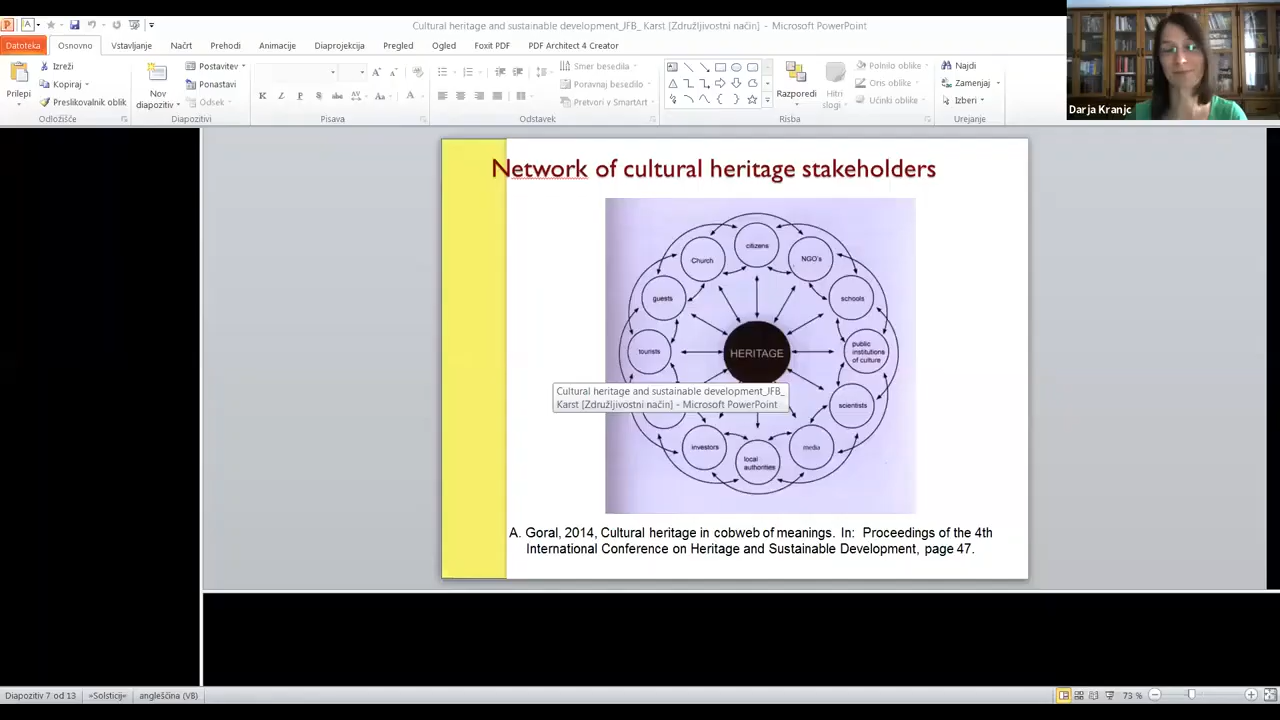 Cultural heritage and sustainable development_JFB_ Karst [Združljivostni način] - Microsoft PowerPoint
Datoteka Osnovno Vstavljanje Načrt Prehodi Animacije Diaprojekcija Pregled Ogled Foxit PDF PDF Architect 4 Creator
Prilepi
Izreži
Kopiraj
Preslikovalnik oblik
Odložišče
Nov
diapozitiv
Postavitev
Ponastavi
Odsek
Diapozitivi
Pisava
Smer besedila
Poravnaj besedilo
Pretvori v SmartArt
Odstavek
Razporedi
Hitri
slogi
Polnilo oblike
Oris oblike
Učinki oblike
Risba
Najdi
Zamenjaj
Izberi
Urejanje
Darja Kranjc
Network of cultural heritage stakeholders
citizens
Church
NGO's
guests
schools
HERITAGE
tourists
public
institutions
of culture
Cultural heritage and sustainable development_JFB_
Karst [Združljivostni način] - Microsoft PowerPoint
scientists
investors
media
local
authorities
A. Goral, 2014, Cultural heritage in cobweb of meanings. In: Proceedings of the 4th
International Conference on Heritage and Sustainable Development, page 47.
Diapozitiv 7 od 13 »Solsticij« angleščina (VB) 73 %